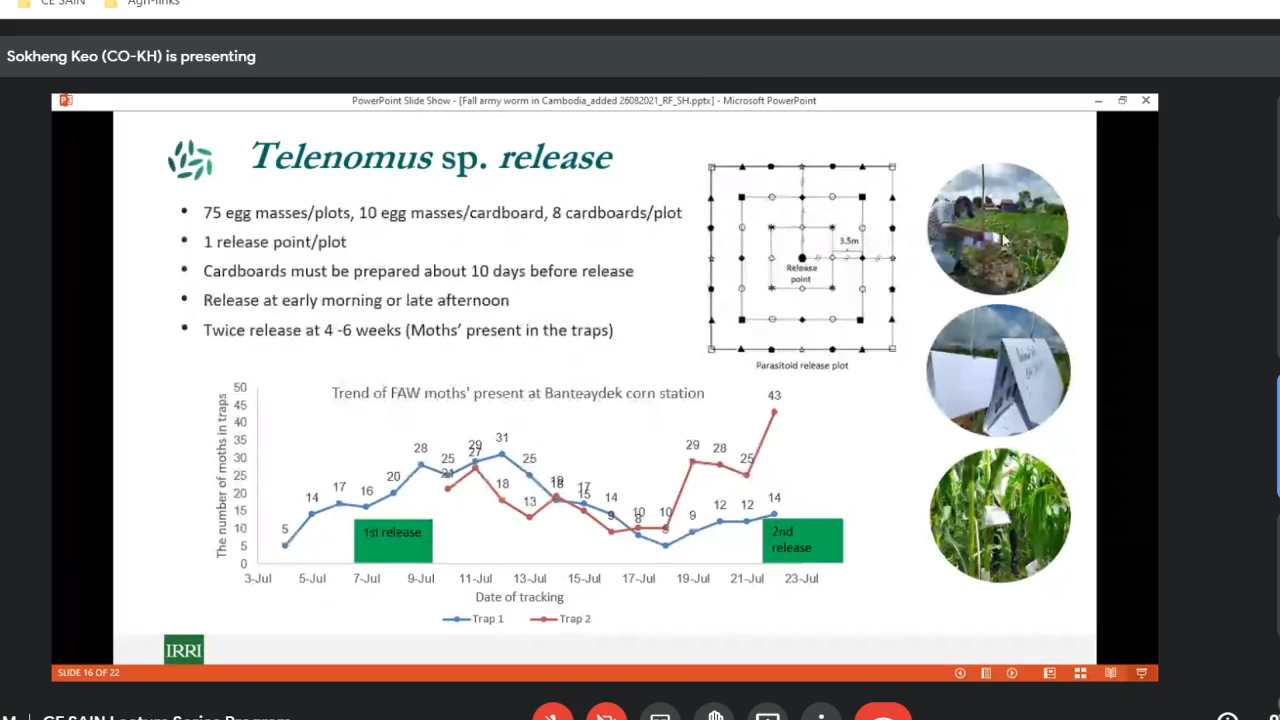 CE SAIN Agri-links
Sokheng Keo (CO-KH) is presenting
PowerPoint Slide Show - [Fall army worm in Cambodia_added 26082021_RF_SH.pptx] - Microsoft PowerPoint
Telenomus sp. release
• 75 egg masses/plots, 10 egg masses/cardboard, 8 cardboards/plot
• 1 release point/plot
• Cardboards must be prepared about 10 days before release
• Release at early morning or late afternoon
• Twice release at 4 -6 weeks (Moths’ present in the traps)
3.5m
Release
point
Parasitoid release plot
Trend of FAW moths' present at Banteaydek corn station
The number of moths in traps
50
45
40
35
30
25
20
15
10
5
0
5 14 17 16 20 28 25 29 31 25 18 17 14 8 5 9 12 12 14
21 27 18 13 19 15 9 10 10 29 28 25 43
1st release
2nd
release
3-Jul 5-Jul 7-Jul 9-Jul 11-Jul 13-Jul 15-Jul 17-Jul 19-Jul 21-Jul 23-Jul
Date of tracking
Trap 1 Trap 2
IRRI
SLIDE 16 OF 22
CE SAIN Lecture Series Program